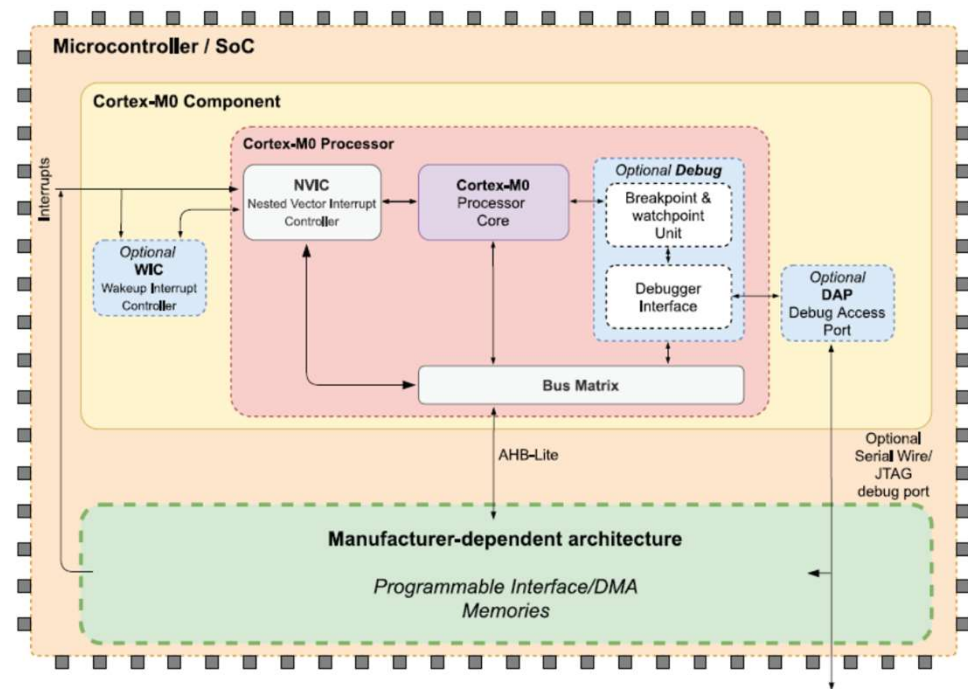 Microcontroller / SoC
Cortex-M0 Component
Cortex-M0 Processor
Interrupts
NVIC
Nested Vector Interrupt
Controller
Cortex-M0
Processor
Core
Optional Debug
Breakpoint &
watchpoint
Unit
Debugger
Interface
Optional
WIC
Wakeup Interrupt
Controller
Optional
DAP
Debug Access
Port
Bus Matrix
AHB-Lite
Optional
Serial Wire/
JTAG
debug port
Manufacturer-dependent architecture
Programmable Interface/DMA
Memories